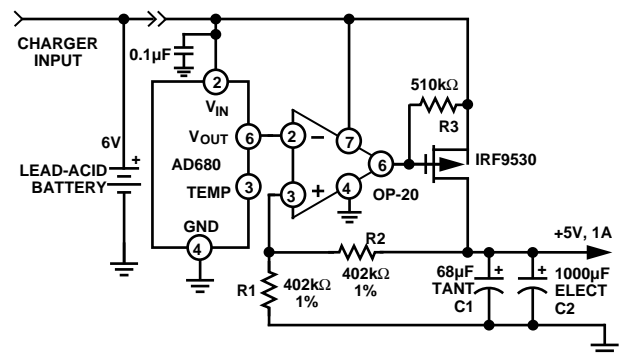 CHARGER
INPUT
0.1µF
2
V_IN
510kΩ
R3
V_OUT
6
2
–
7
6
IRF9530
6V
+
LEAD-ACID
BATTERY
AD680
TEMP
3
3
+
4
OP-20
GND
4
R2
402kΩ
1%
+5V, 1A
R1
402kΩ
1%
68µF
TANT
C1
+
+
1000µF
ELECT
C2